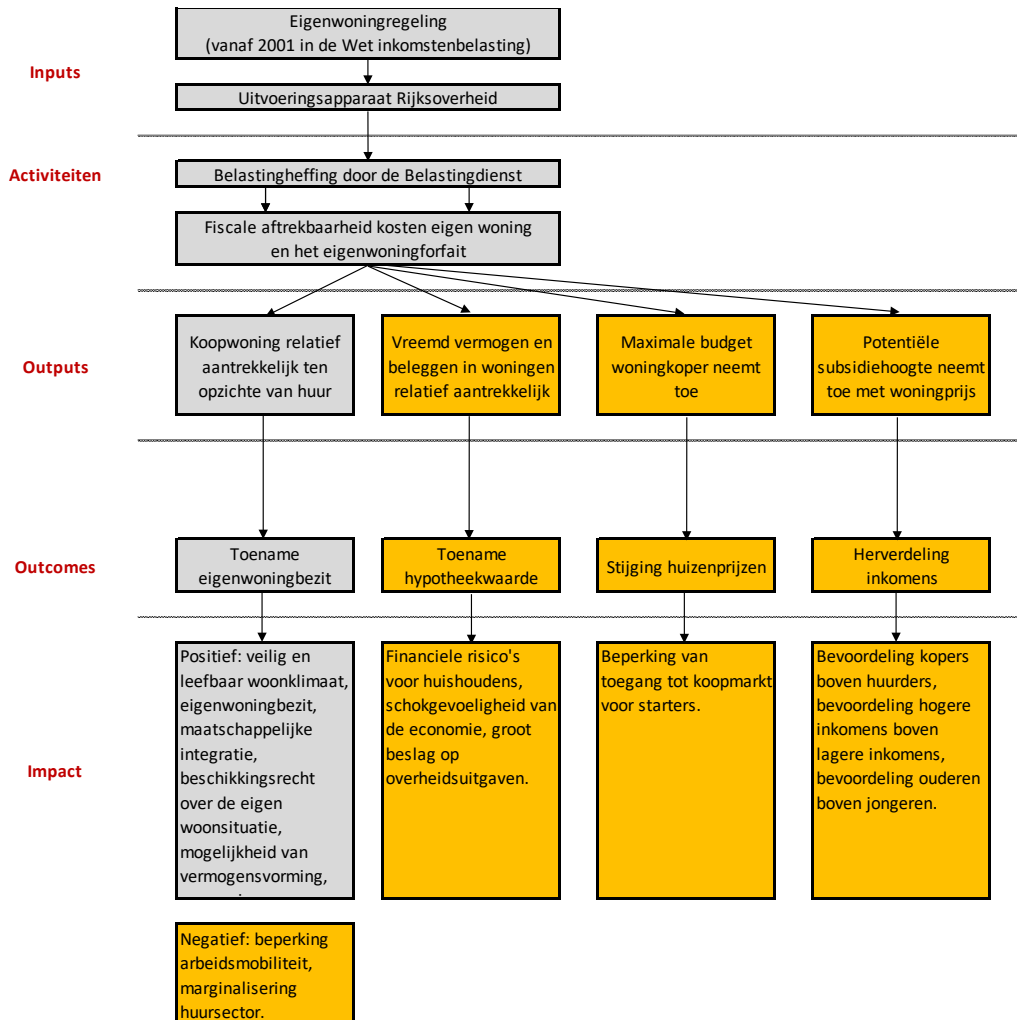 Eigenwoningregeling
(vanaf 2001 in de Wet inkomstenbelasting)
Inputs
Uitvoeringsapparaat Rijksoverheid
Activiteiten
Belastingheffing door de Belastingdienst
Fiscale aftrekbaarheid kosten eigen woning
en het eigenwoningforfait
Outputs
Koopwoning relatief
aantrekkelijk ten
opzichte van huur
Vreemd vermogen en
beleggen in woningen
relatief aantrekkelijk
Maximale budget
woningkoper neemt
toe
Potentiële
subsidiehoogte neemt
toe met woningprijs
Outcomes
Toename
eigenwoningbezit
Toename
hypotheekwaarde
Stijging huizenprijzen
Herverdeling
inkomens
Impact
Positief: veilig en
leefbaar woonklimaat,
eigenwoningbezit,
maatschappelijke
integratie,
beschikkingsrecht
over de eigen
woonsituatie,
mogelijkheid van
vermogensvorming,
Financiele risico's
voor huishoudens,
schokgevoeligheid van
de economie, groot
beslag op
overheidsuitgaven.
Beperking van
toegang tot koopmarkt
voor starters.
Bevoordeling kopers
boven huurders,
bevoordeling hogere
inkomens boven
lagere inkomens,
bevoordeling ouderen
boven jongeren.
Negatief: beperking
arbeidsmobiliteit,
marginalisering
huursector.